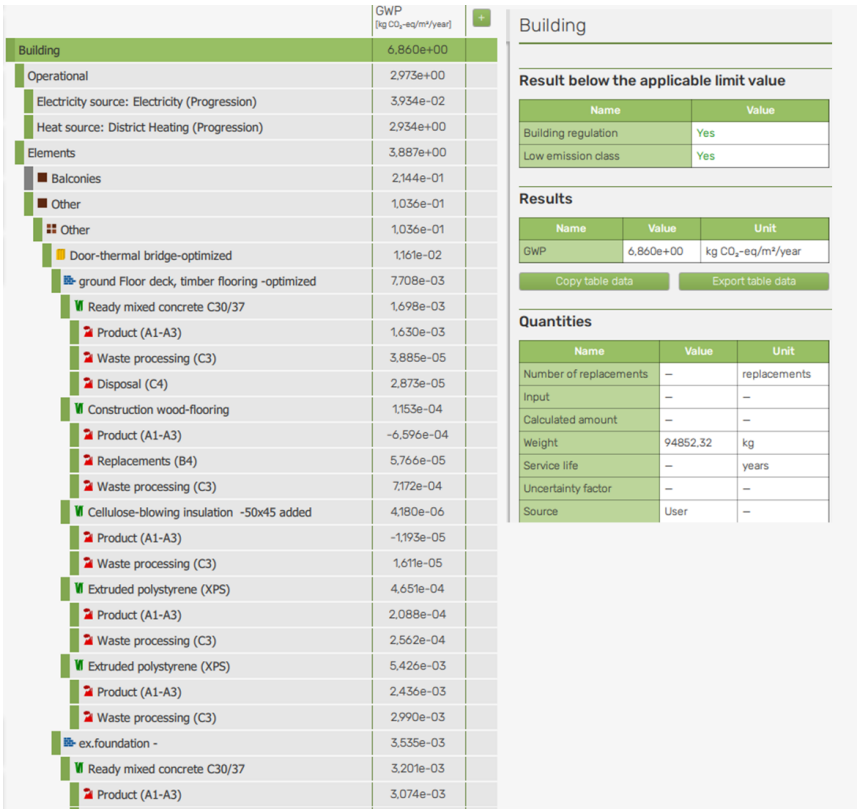 GWP
[kg CO₂-eq/m²/year]
+
Building 6,860e+00
Operational 2,973e+00
Electricity source: Electricity (Progression) 3,934e-02
Heat source: District Heating (Progression) 2,934e+00
Elements 3,887e+00
Balconies 2,144e-01
Other 1,036e-01
Other 1,036e-01
Door-thermal bridge-optimized 1,161e-02
ground Floor deck, timber flooring -optimized 7,708e-03
Ready mixed concrete C30/37 1,698e-03
Product (A1-A3) 1,630e-03
Waste processing (C3) 3,885e-05
Disposal (C4) 2,873e-05
Construction wood-flooring 1,153e-04
Product (A1-A3) -6,596e-04
Replacements (B4) 5,766e-05
Waste processing (C3) 7,172e-04
Cellulose-blowing insulation -50x45 added 4,180e-06
Product (A1-A3) -1,193e-05
Waste processing (C3) 1,611e-05
Extruded polystyrene (XPS) 4,651e-04
Product (A1-A3) 2,088e-04
Waste processing (C3) 2,562e-04
Extruded polystyrene (XPS) 5,426e-03
Product (A1-A3) 2,436e-03
Waste processing (C3) 2,990e-03
ex.foundation - 3,535e-03
Ready mixed concrete C30/37 3,201e-03
Product (A1-A3) 3,074e-03
Building
Result below the applicable limit value
Name Value
Building regulation Yes
Low emission class Yes
Results
Name Value Unit
GWP 6,860e+00 kg CO₂-eq/m²/year
Copy table data Export table data
Quantities
Name Value Unit
Number of replacements – replacements
Input – –
Calculated amount – –
Weight 94852,32 kg
Service life – years
Uncertainty factor – –
Source User –